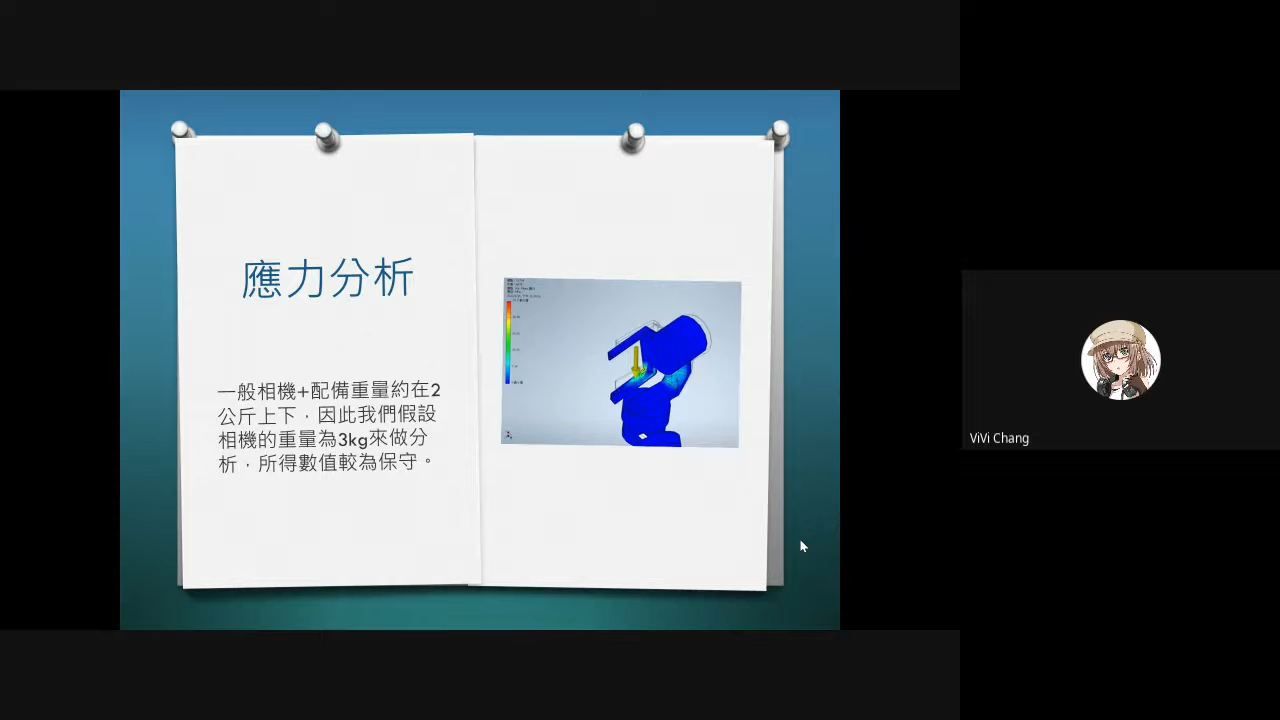 應力分析
一般相機+配備重量約在2
公斤上下，因此我們假設
相機的重量為3kg來做分
析，所得數值較為保守。
ViVi Chang